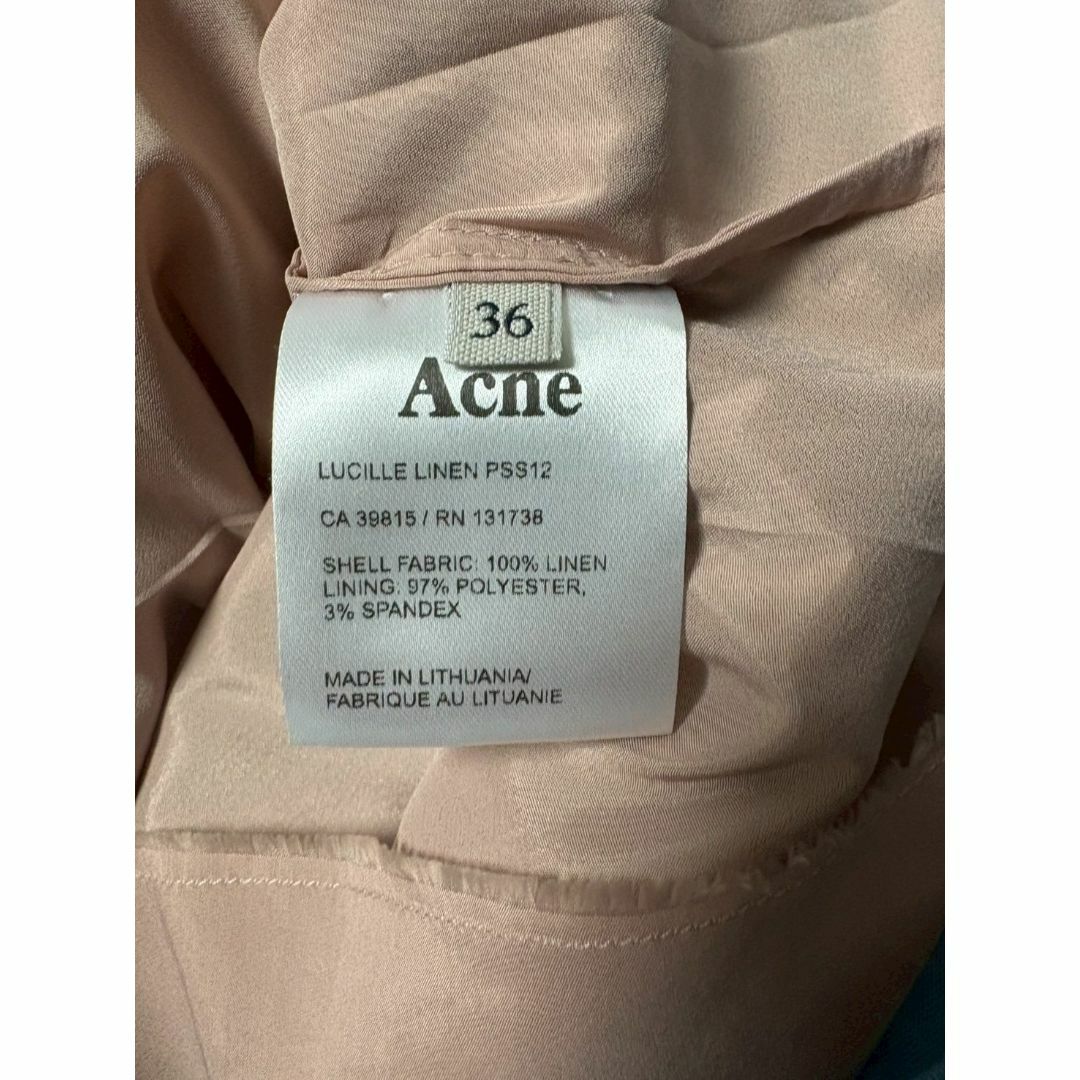 36
Acne
LUCILLE LINEN PSS12
CA 39815 / RN 131738
SHELL FABRIC: 100% LINEN
LINING: 97% POLYESTER,
3% SPANDEX
MADE IN LITHUANIA/
FABRIQUE AU LITUANIE